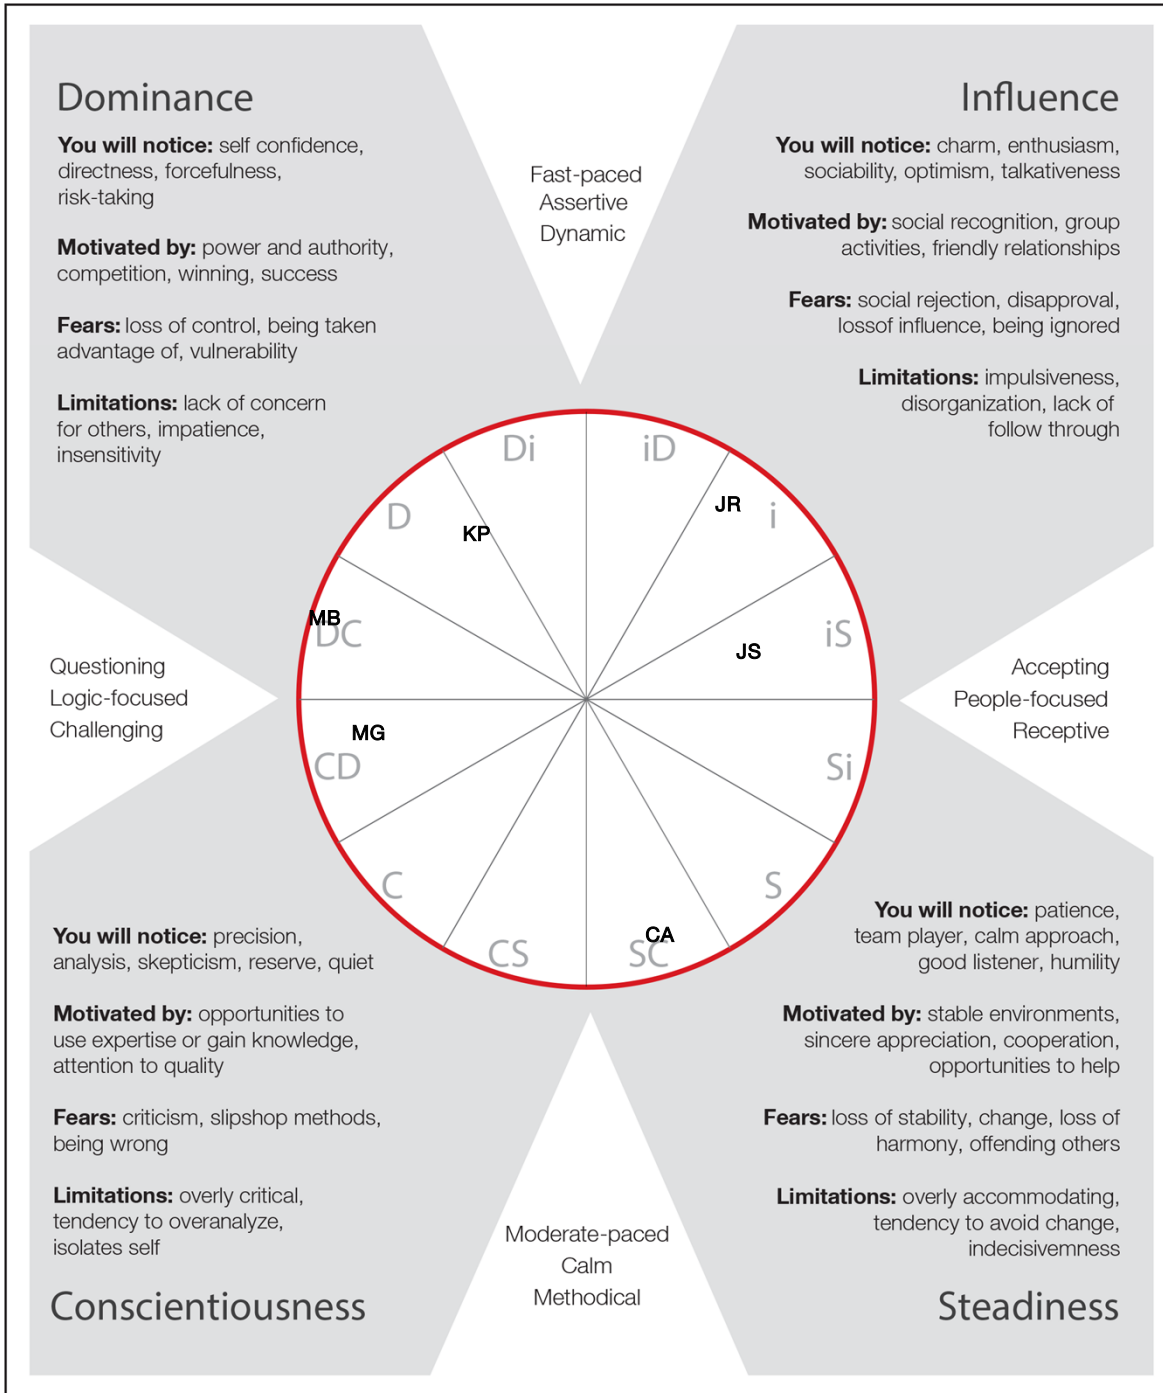 Dominance
You will notice: self confidence,
directness, forcefulness,
risk-taking
Motivated by: power and authority,
competition, winning, success
Fears: loss of control, being taken
advantage of, vulnerability
Limitations: lack of concern
for others, impatience,
insensitivity
Fast-paced
Assertive
Dynamic
Influence
You will notice: charm, enthusiasm,
sociability, optimism, talkativeness
Motivated by: social recognition, group
activities, friendly relationships
Fears: social rejection, disapproval,
lossof influence, being ignored
Limitations: impulsiveness,
disorganization, lack of
follow through
Di
iD
D
KP
JR
i
MB
DC
JS
iS
Questioning
Logic-focused
Challenging
Accepting
People-focused
Receptive
MG
CD
Si
C
S
CS
CA
SC
You will notice: precision,
analysis, skepticism, reserve, quiet
Motivated by: opportunities to
use expertise or gain knowledge,
attention to quality
Fears: criticism, slipshop methods,
being wrong
Limitations: overly critical,
tendency to overanalyze,
isolates self
Conscientiousness
Moderate-paced
Calm
Methodical
You will notice: patience,
team player, calm approach,
good listener, humility
Motivated by: stable environments,
sincere appreciation, cooperation,
opportunities to help
Fears: loss of stability, change, loss of
harmony, offending others
Limitations: overly accommodating,
tendency to avoid change,
indecisivemness
Steadiness